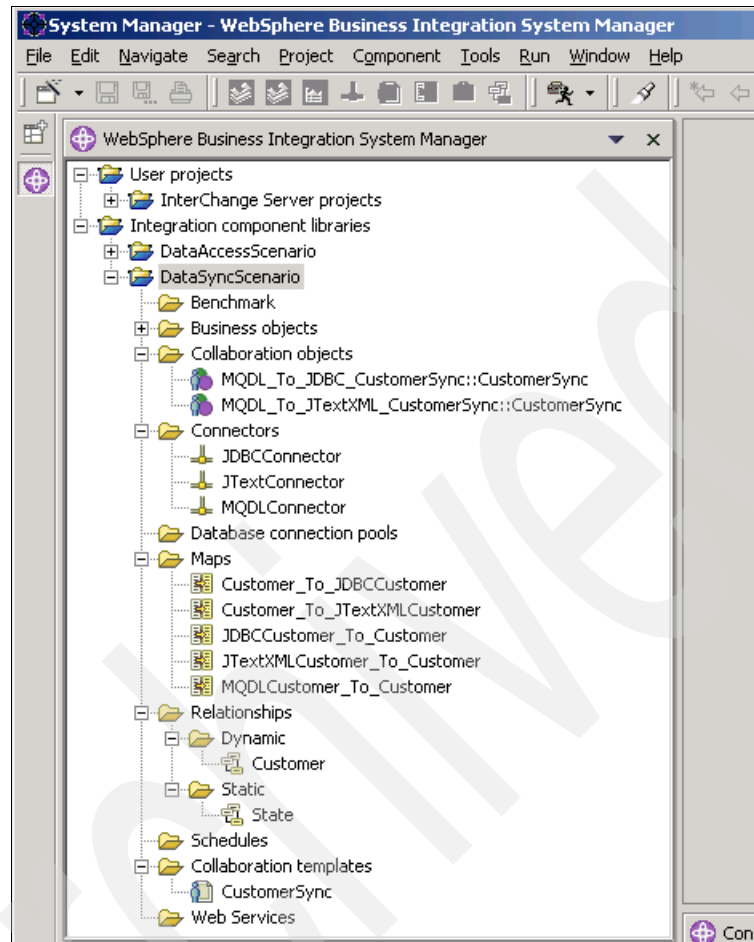 System Manager - WebSphere Business Integration System Manager
File Edit Navigate Search Project Component Tools Run Window Help
WebSphere Business Integration System Manager
User projects
InterChange Server projects
Integration component libraries
DataAccessScenario
DataSyncScenario
Benchmark
Business objects
Collaboration objects
MQDL_To_JDBC_CustomerSync::CustomerSync
MQDL_To_JTextXML_CustomerSync::CustomerSync
Connectors
JDBCConnector
JTextConnector
MQDLConnector
Database connection pools
Maps
Customer_To_JDBCCustomer
Customer_To_JTextXMLCustomer
JDBCCustomer_To_Customer
JTextXMLCustomer_To_Customer
MQDLCustomer_To_Customer
Relationships
Dynamic
Customer
Static
State
Schedules
Collaboration templates
CustomerSync
Web Services
Con